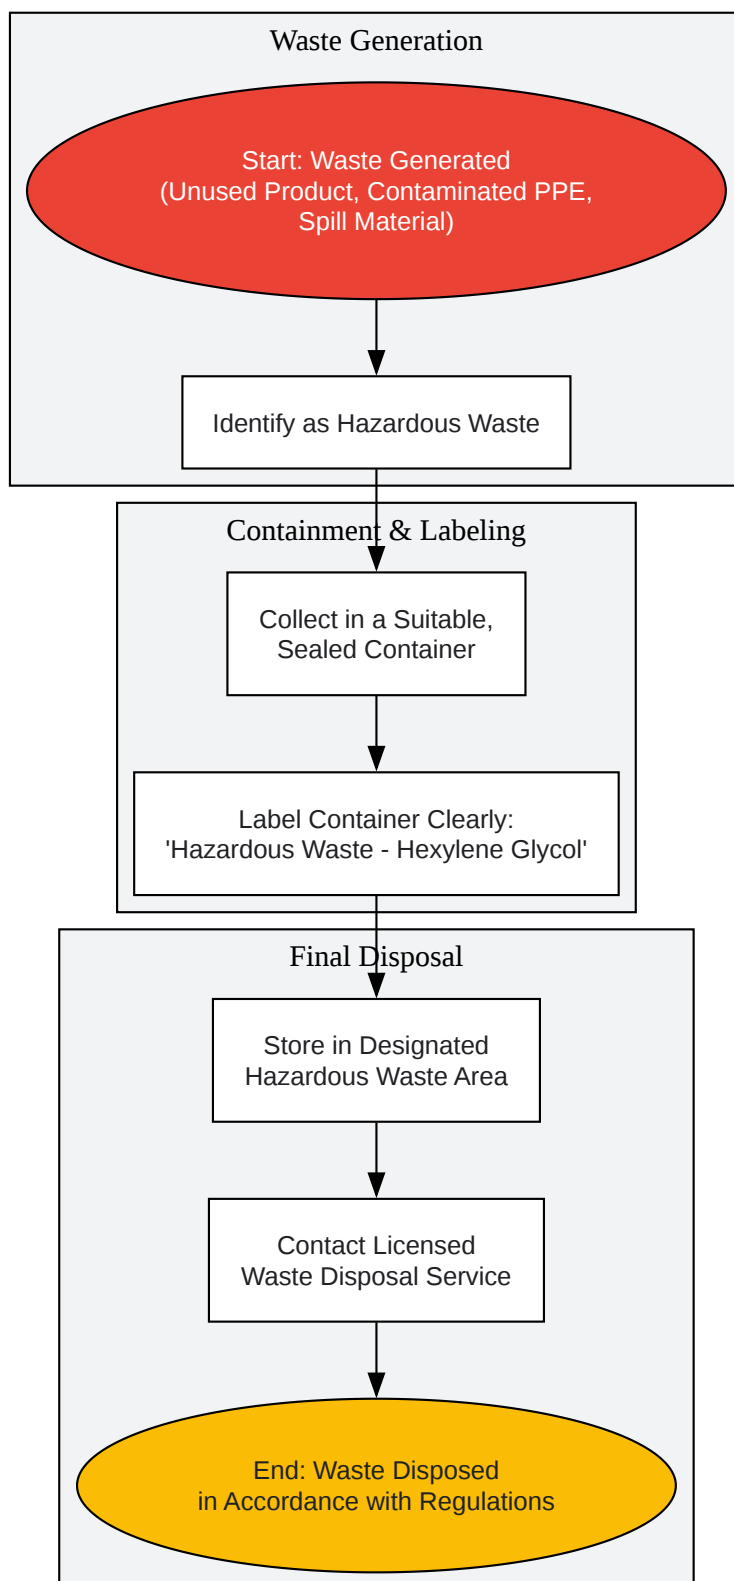 Waste Generation
Start: Waste Generated
(Unused Product, Contaminated PPE,
Spill Material)
Identify as Hazardous Waste
Containment & Labeling
Collect in a Suitable,
Sealed Container
Label Container Clearly:
'Hazardous Waste - Hexylene Glycol'
Final Disposal
Store in Designated
Hazardous Waste Area
Contact Licensed
Waste Disposal Service
End: Waste Disposed
in Accordance with Regulations